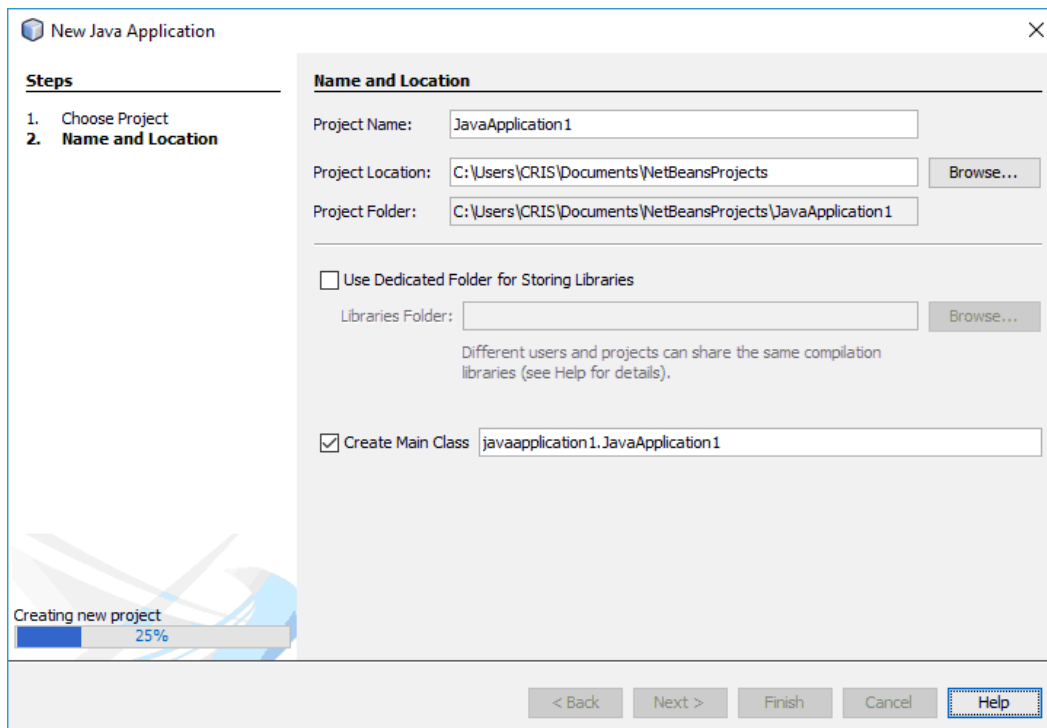 New Java Application
Steps
1. Choose Project
2. Name and Location
Name and Location
Project Name: JavaApplication1
Project Location: C:\Users\CRIS\Documents\NetBeansProjects Browse...
Project Folder: C:\Users\CRIS\Documents\NetBeansProjects\JavaApplication1
Use Dedicated Folder for Storing Libraries
Libraries Folder: Browse...
Different users and projects can share the same compilation
libraries (see Help for details).
Create Main Class javaapplication1.JavaApplication1
Creating new project
25%
< Back Next > Finish Cancel Help